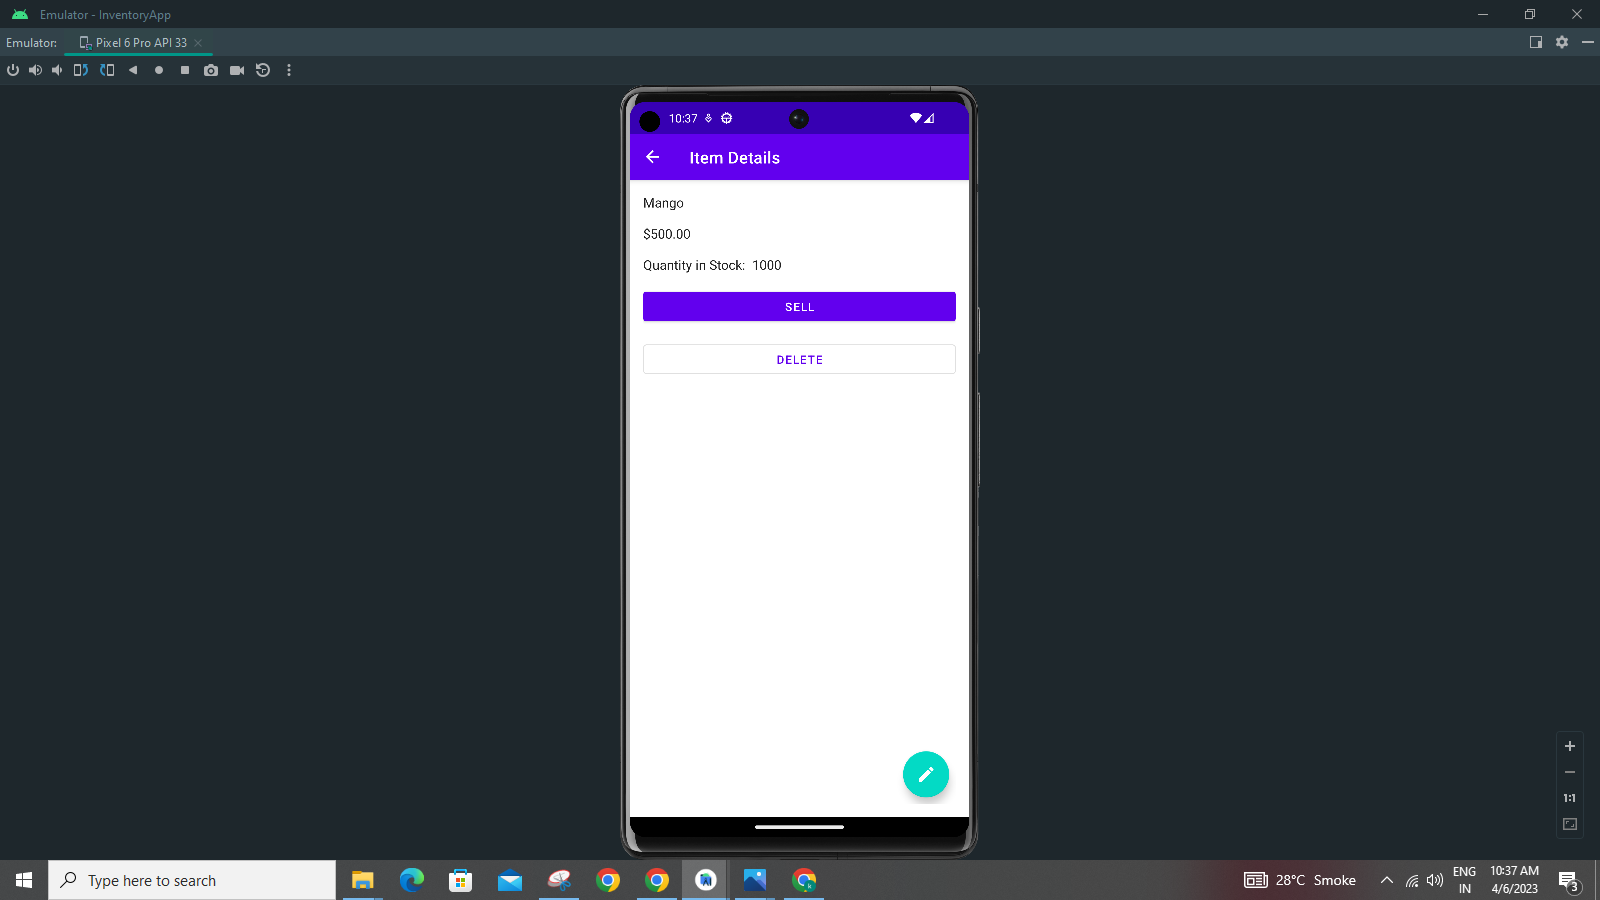 Emulator - InventoryApp
Emulator: Pixel 6 Pro API 33
10:37
Item Details
Mango
$500.00
Quantity in Stock: 1000
SELL
DELETE
1:1
Type here to search
28°C Smoke
ENG
IN
10:37 AM
4/6/2023
3